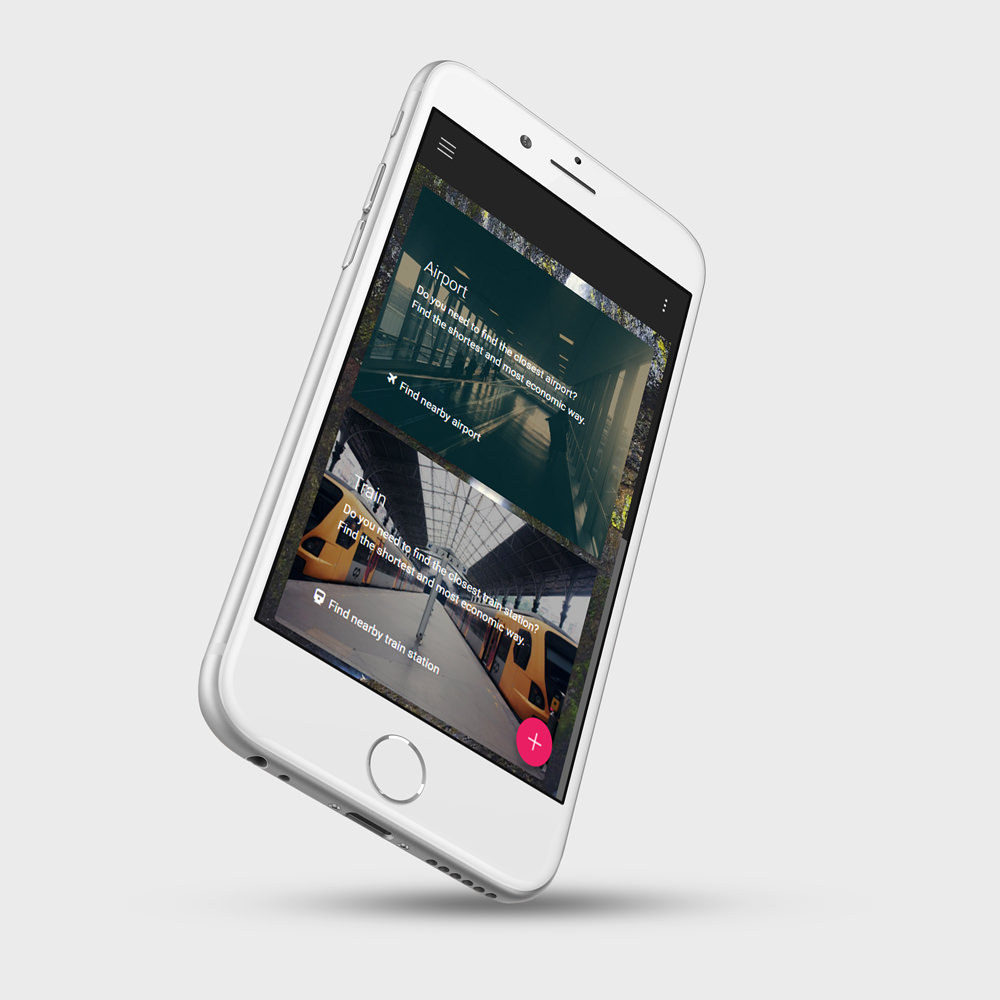 Airport
Do you need to find the closest airport?
Find the shortest and most economic way.
Find nearby airport
Train
Do you need to find the closest train station?
Find the shortest and most economic way.
Find nearby train station